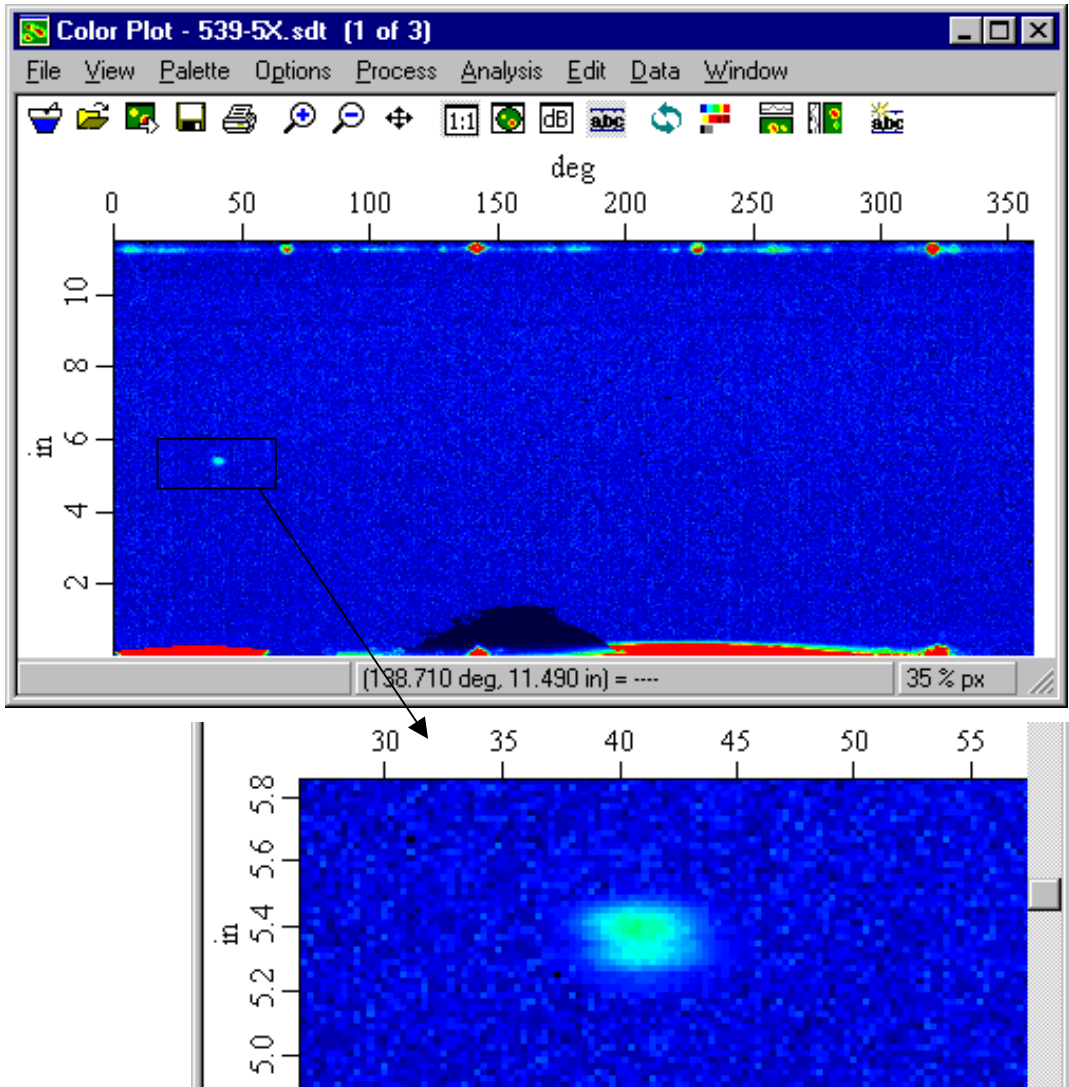 Color Plot - 539-5X.sdt (1 of 3)
File View Palette Options Process Analysis Edit Data Window
1:1 dB abc abc
deg
0 50 100 150 200 250 300 350
10
8
6
in
4
2
(138.710 deg, 11.490 in) = ----
35 % px
30 35 40 45 50 55
5.8
5.6
5.4
in
5.2
5.0